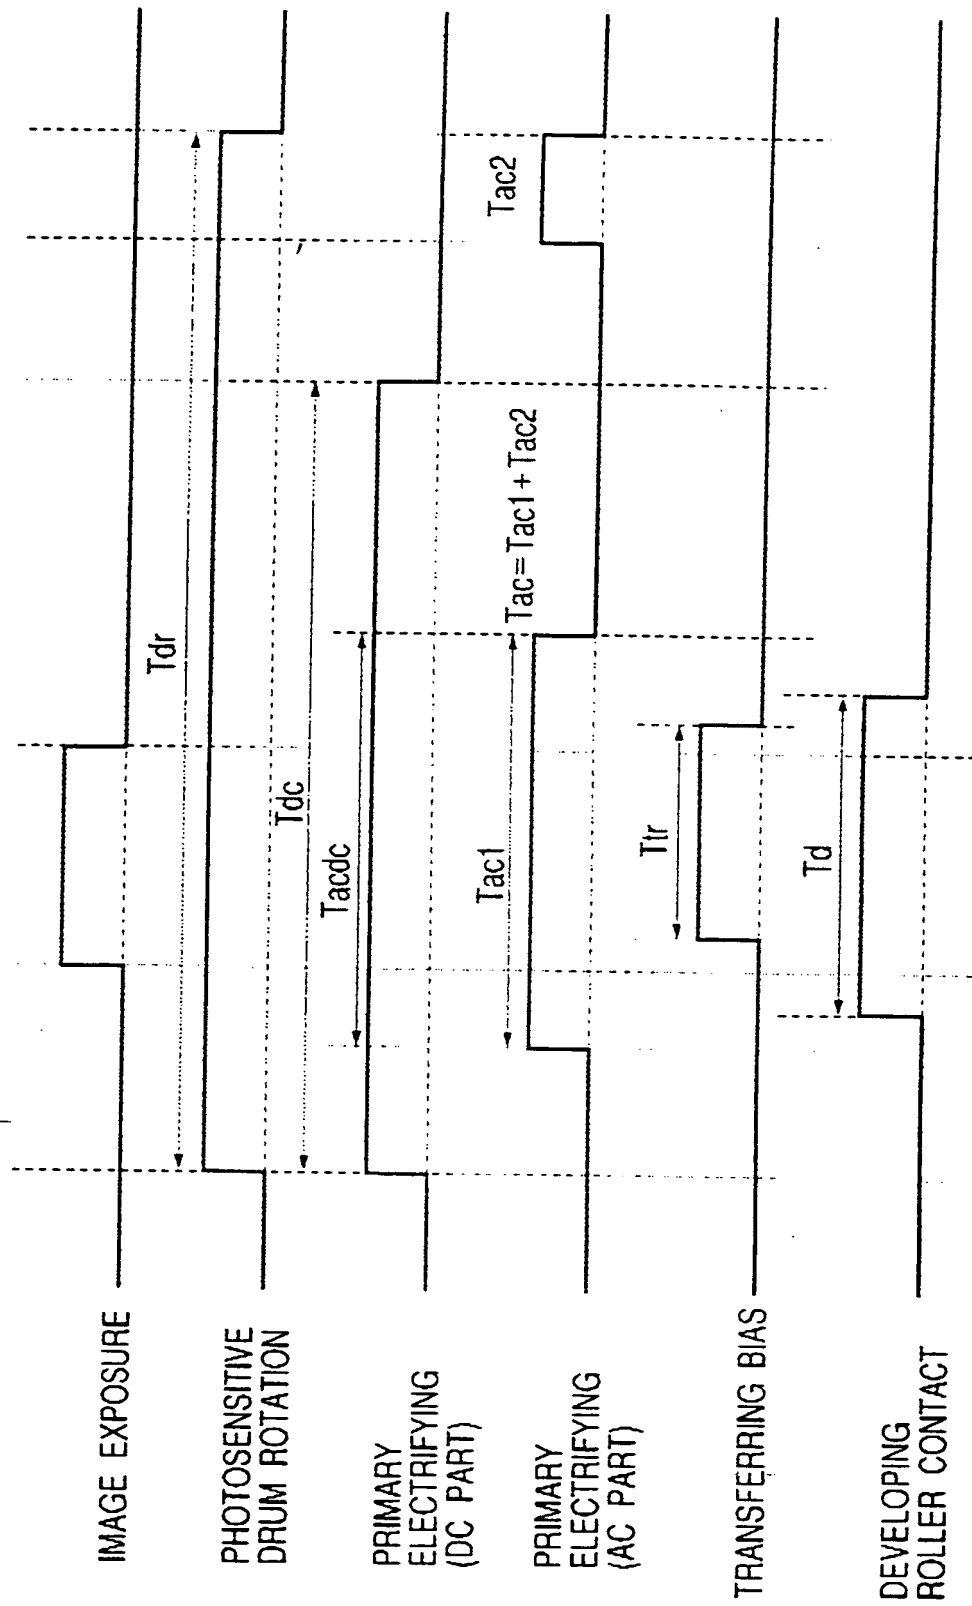 IMAGE EXPOSURE
PHOTOSENSITIVE
DRUM ROTATION
Tdr
PRIMARY
ELECTRIFYING
(DC PART)
Tdc
Tacdc
PRIMARY
ELECTRIFYING
(AC PART)
Tac1
Tac=Tac1+Tac2
Tac2
TRANSFERRING BIAS
Ttr
DEVELOPING
ROLLER CONTACT
Td